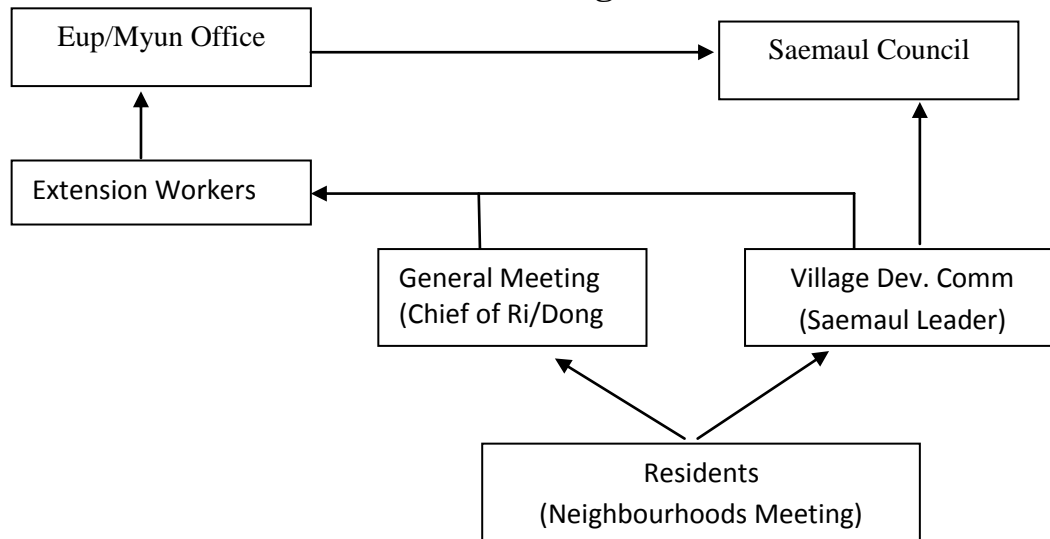 Eup/Myun Office
Saemaul Council
Extension Workers
General Meeting
(Chief of Ri/Dong
Village Dev. Comm
(Saemaul Leader)
Residents
(Neighbourhoods Meeting)